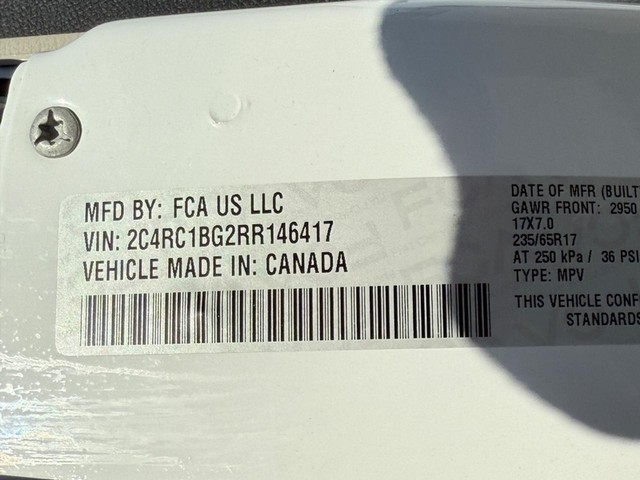 MFD BY: FCA US LLC
VIN: 2C4RC1BG2RR146417
VEHICLE MADE IN: CANADA
DATE OF MFR (BUILT
GAWR FRONT: 2950
17X7.0
235/65R17
AT 250 kPa / 36 PSI
TYPE: MPV
THIS VEHICLE CONF
STANDARDS